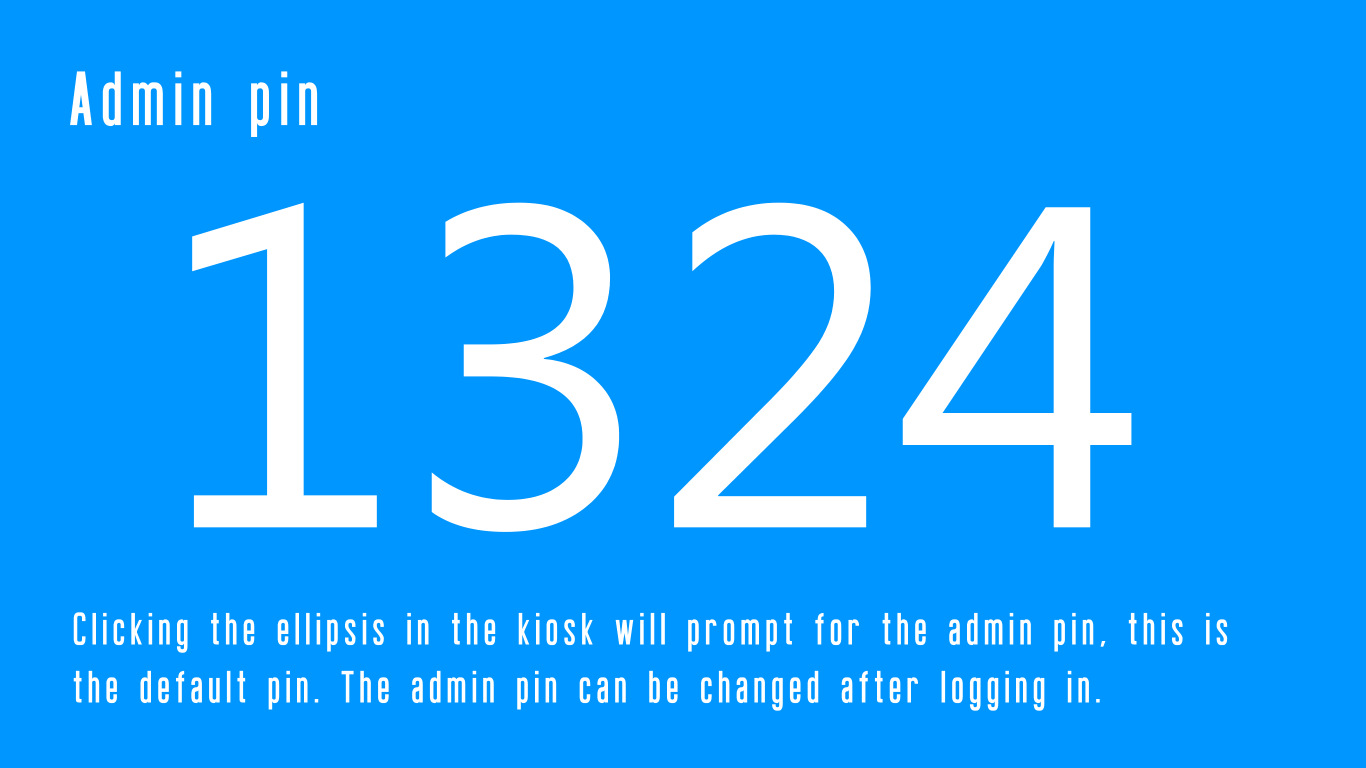 Admin pin
1324
Clicking the ellipsis in the kiosk will prompt for the admin pin, this is
the default pin. The admin pin can be changed after logging in.